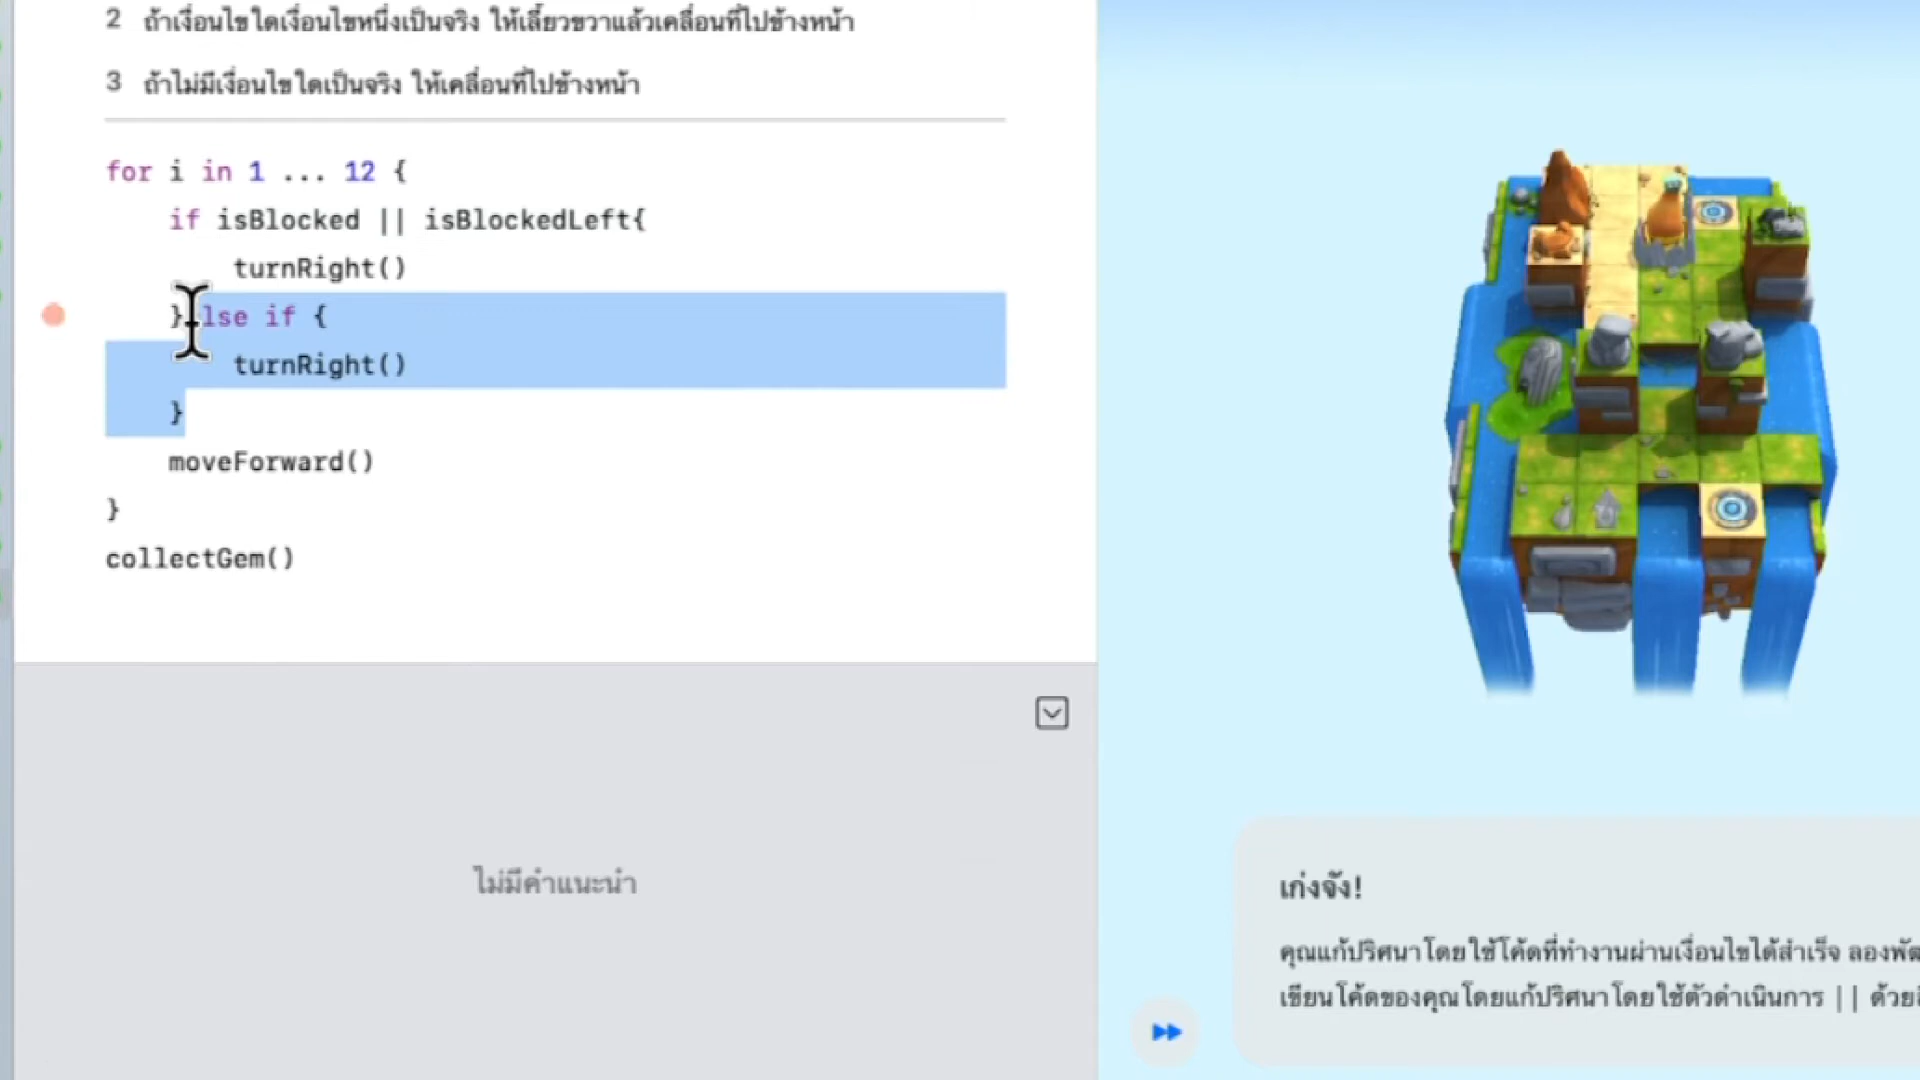 2 ถ้าเงื่อนไขใดเงื่อนไขหนึ่งเป็นจริง ให้เลี้ยวขวาแล้วเคลื่อนที่ไปข้างหน้า
3 ถ้าไม่มีเงื่อนไขใดเป็นจริง ให้เคลื่อนที่ไปข้างหน้า
for i in 1 ... 12 {
if isBlocked || isBlockedLeft{
turnRight()
}else if {
turnRight()
}
moveForward()
}
collectGem()
ไม่มีคำแนะนำ
เก่งจัง!
คุณแก้ปริศนาโดยใช้โค้ดที่ทำงานผ่านเงื่อนไขได้สำเร็จ ลอง
เขียนโค้ดของคุณโดยแก้ปริศนาโดยใช้ตัวดำเนินการ ||